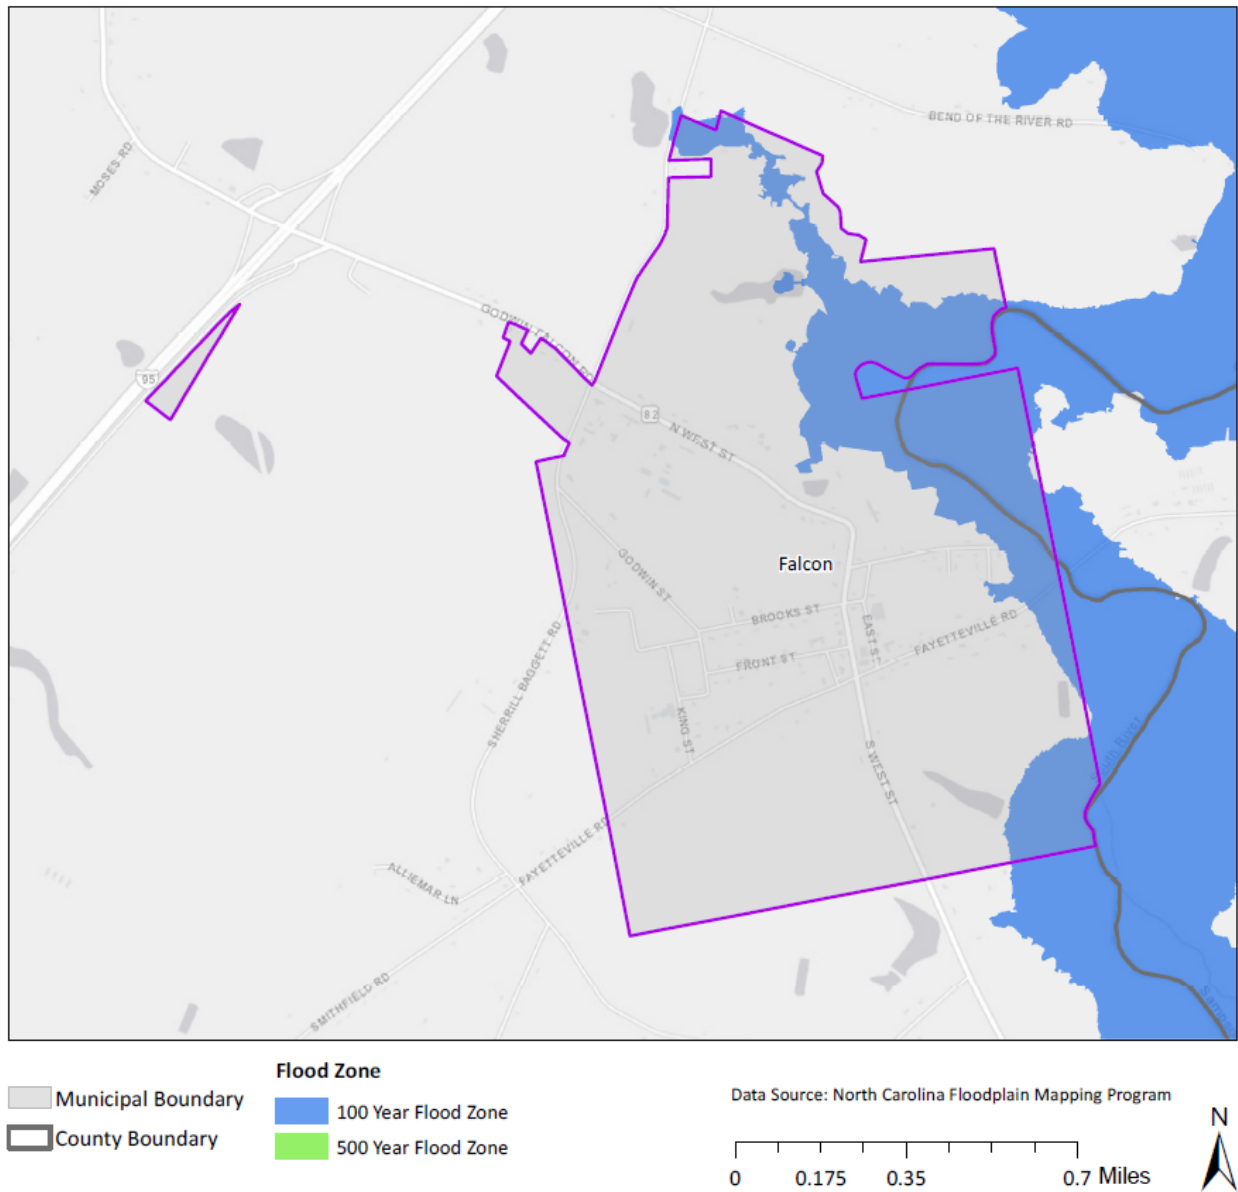 BEND OF THE RIVER RD
MOSES RD
GODWIN FALCON RD
95
82
N WEST ST
Falcon
GODWIN ST
BROOKS ST
EAST ST
FAYETTEVILLE RD
FRONT ST
SHERRILL BAGGETT RD
KING ST
S WEST ST
South River
FAYETTEVILLE RD
ALLIEMAR LN
SMITHFIELD RD
Flood Zone
Municipal Boundary
County Boundary
100 Year Flood Zone
500 Year Flood Zone
Data Source: North Carolina Floodplain Mapping Program
0 0.175 0.35 0.7 Miles
N